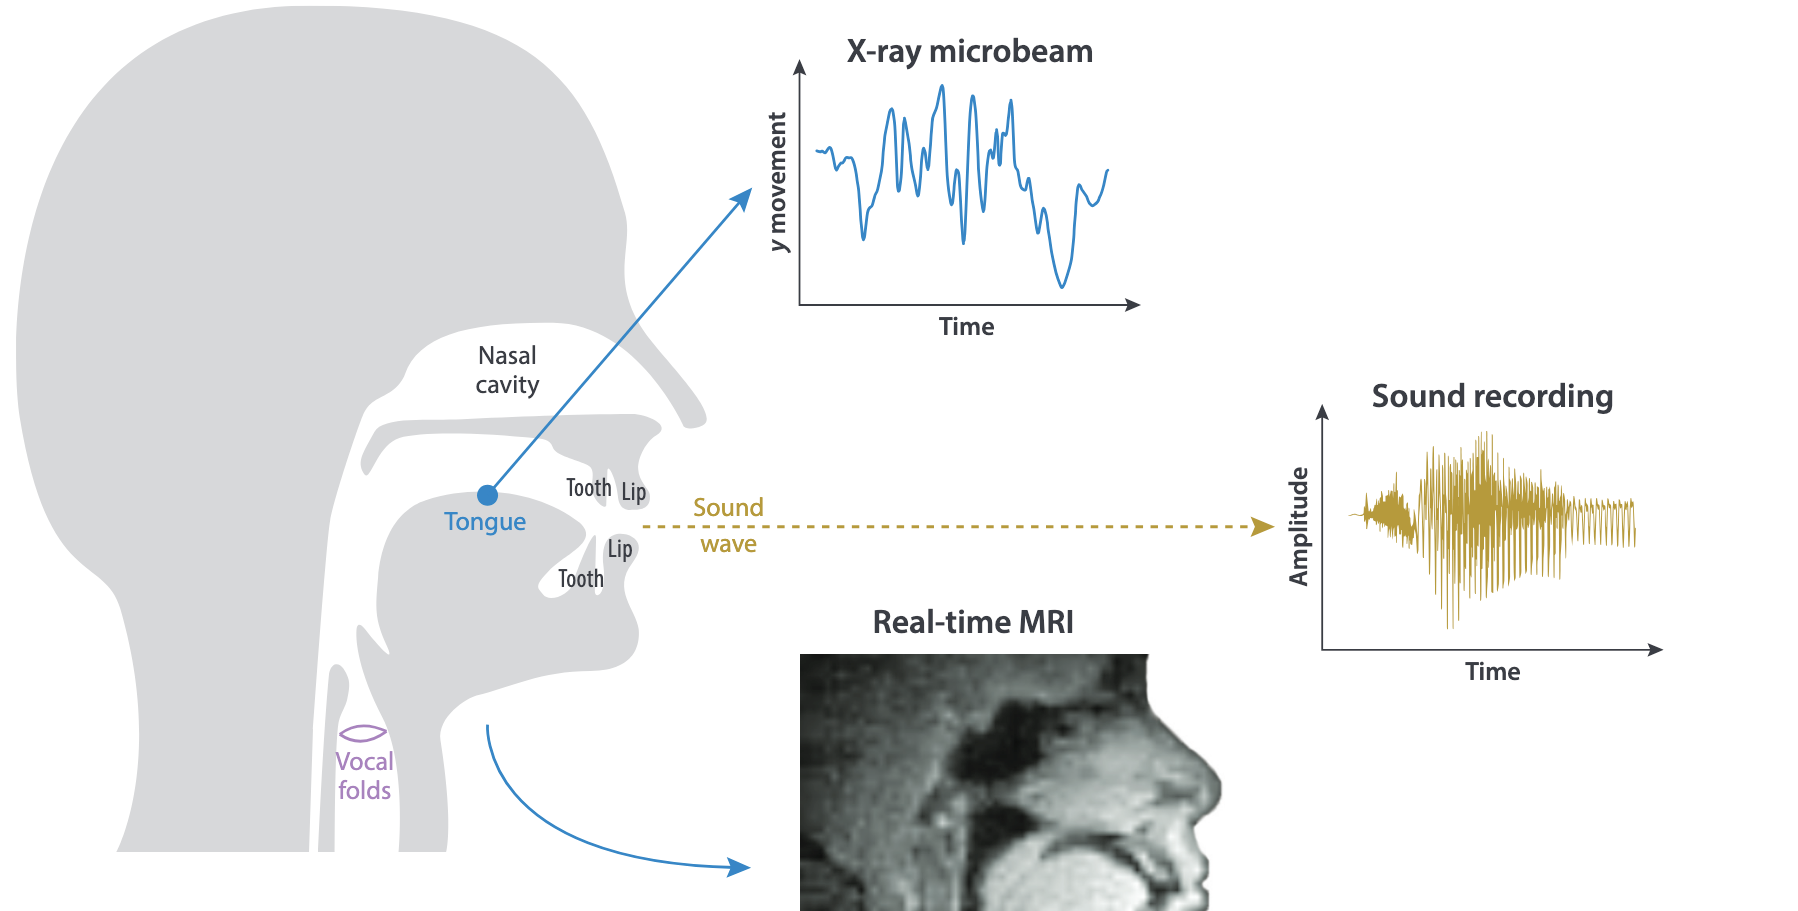 X-ray microbeam
y movement
Time
Nasal
cavity
Tooth
Lip
Tongue
Sound
wave
Lip
Tooth
Sound recording
Amplitude
Time
Real-time MRI
Vocal
folds